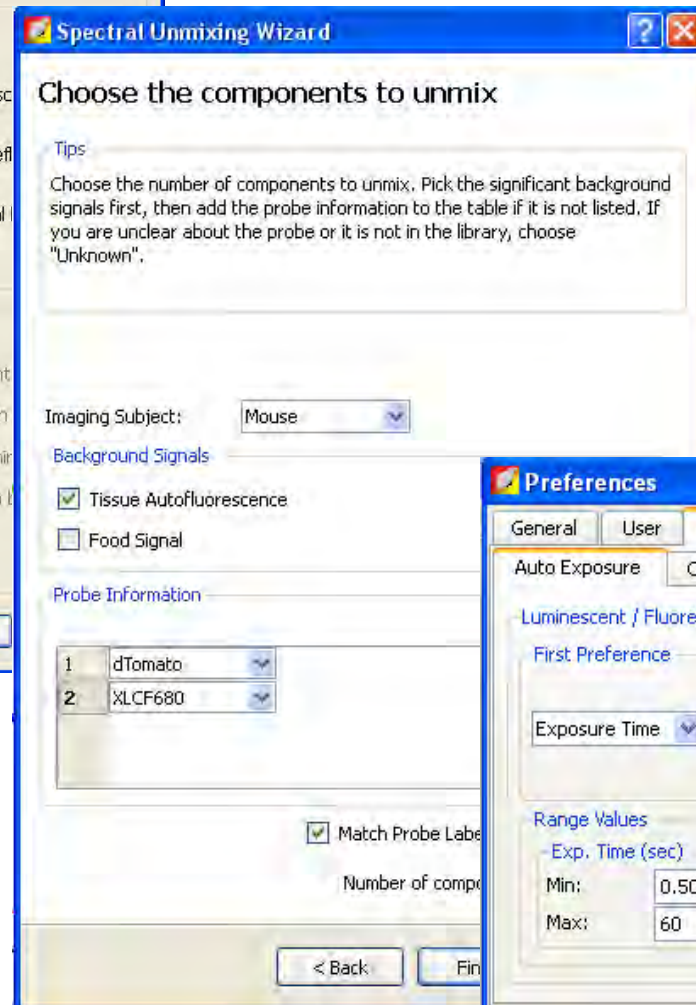 Spectral Unmixing Wizard
Choose the components to unmix
Tips
Choose the number of components to unmix. Pick the significant background
signals first, then add the probe information to the table if it is not listed. If
you are unclear about the probe or it is not in the library, choose
"Unknown".
Imaging Subject: Mouse
Background Signals
Tissue Autofluorescence
Food Signal
Probe Information
1 dTomato
2 XLCF680
Match Probe Labe
Number of compo
< Back Fin
Preferences
General User
Auto Exposure
Luminescent / Fluore
First Preference
Exposure Time
Range Values
Exp. Time (sec)
Min: 0.50
Max: 60